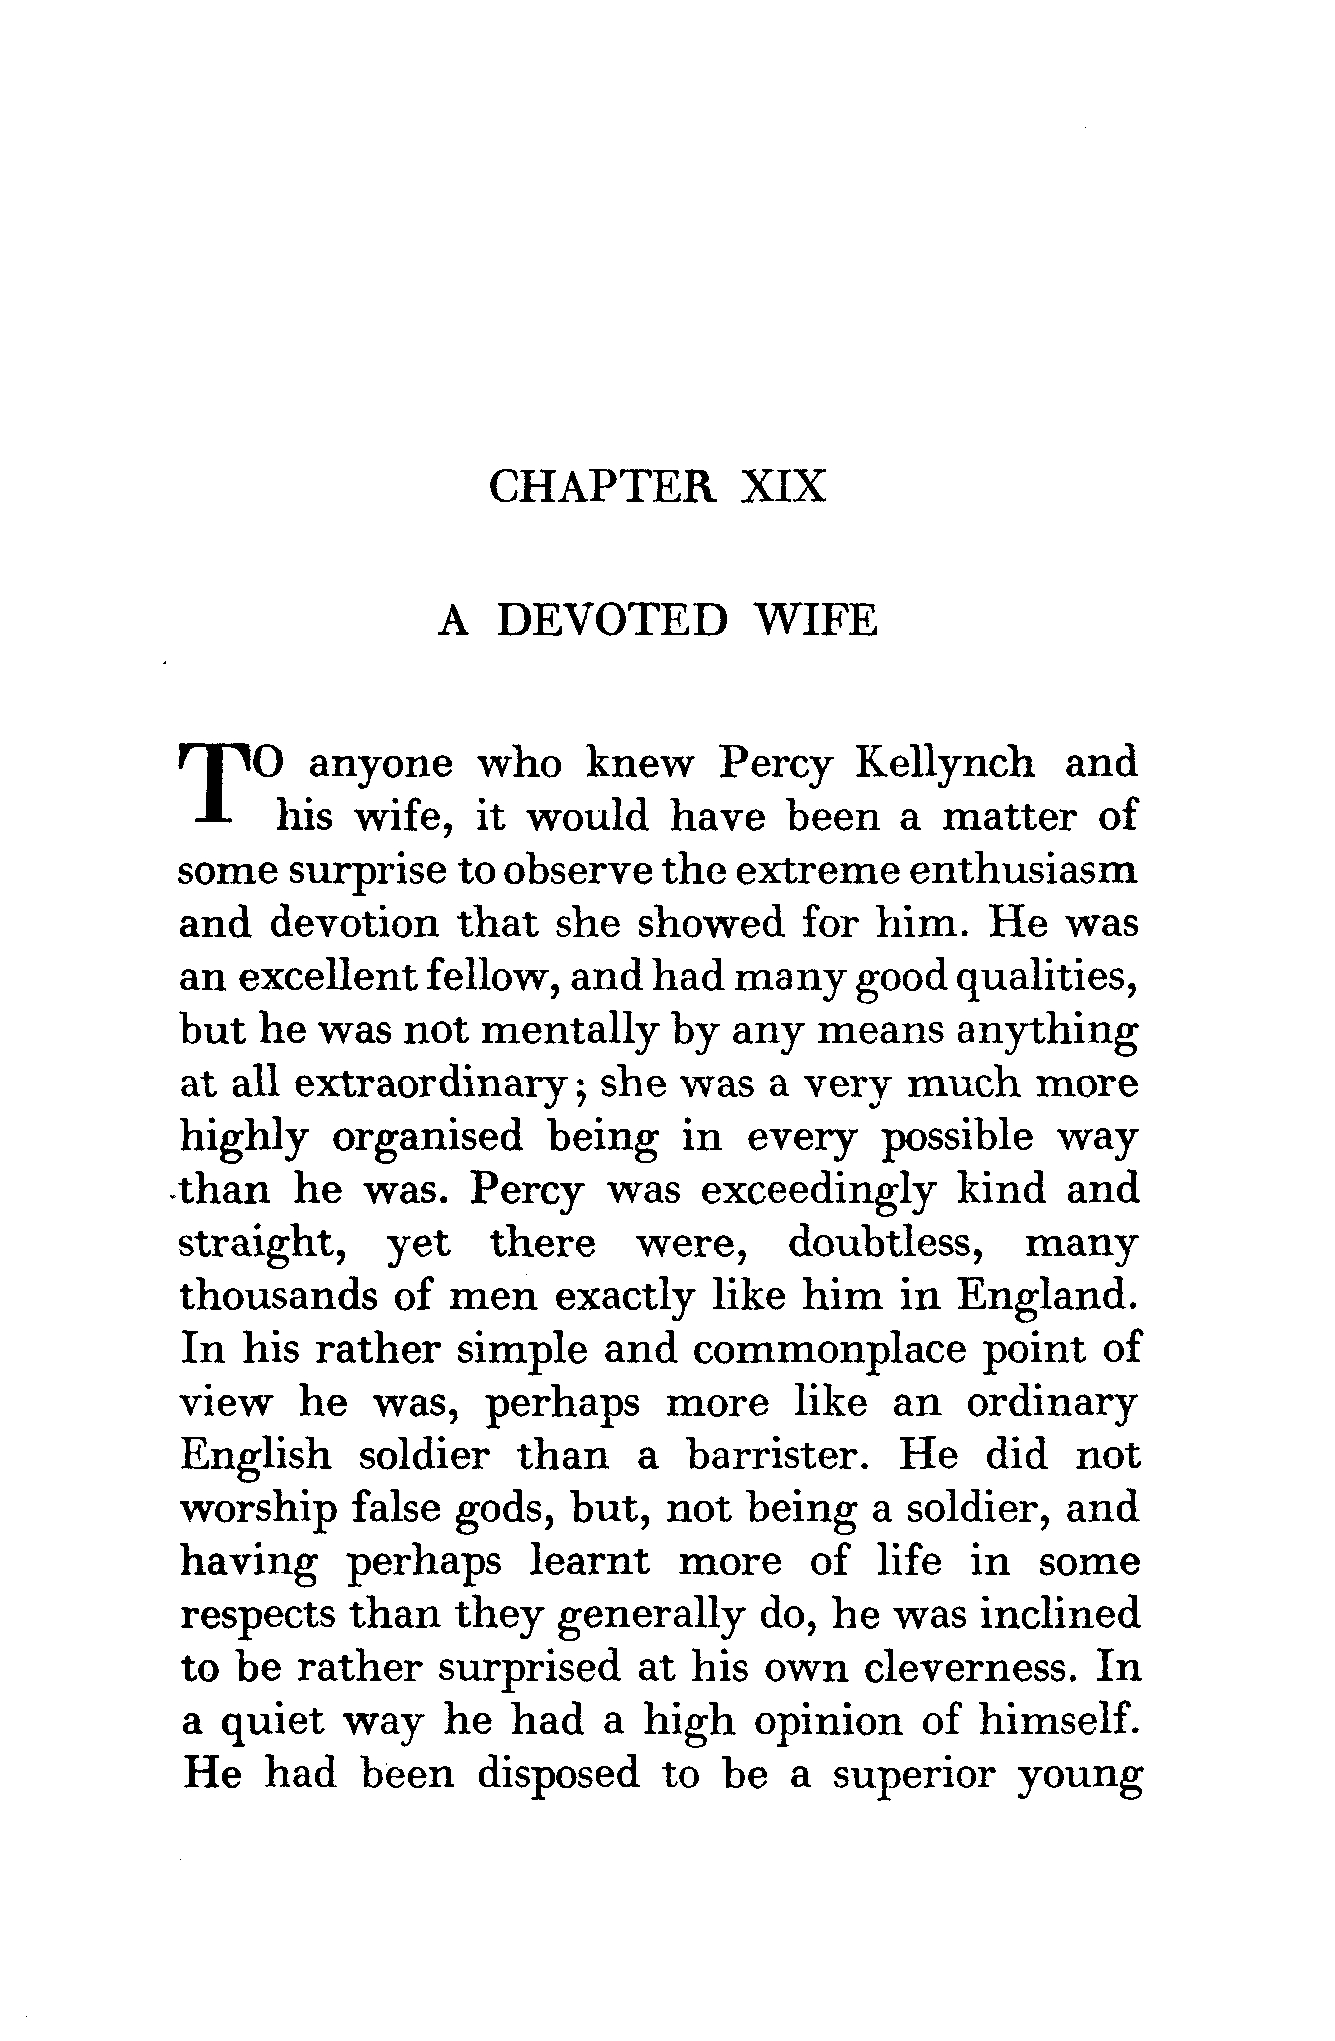 CHAPTER XIX
A DEVOTED WIFE
TO anyone who knew Percy Kellynch and
his wife, it would have been a matter of
some surprise to observe the extreme enthusiasm
and devotion that she showed for him. He was
an excellent fellow, and had many good qualities,
but he was not mentally by any means anything
at all extraordinary; she was a very much more
highly organised being in every possible way
than he was. Percy was exceedingly kind and
straight, yet there were, doubtless, many
thousands of men exactly like him in England.
In his rather simple and commonplace point of
view he was, perhaps more like an ordinary
English soldier than a barrister. He did not
worship false gods, but, not being a soldier, and
having perhaps learnt more of life in some
respects than they generally do, he was inclined
to be rather surprised at his own cleverness. In
a quiet way he had a high opinion of himself.
He had been disposed to be a superior young